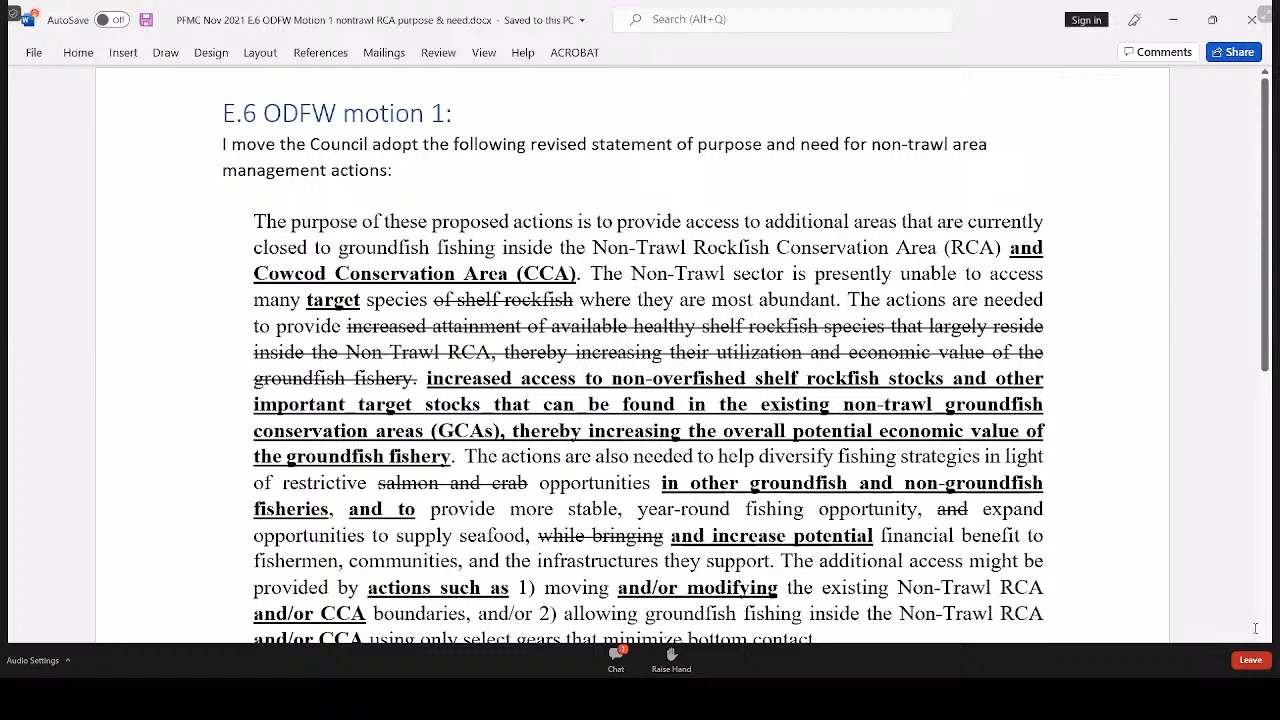 AutoSave Off PFMC Nov 2021 E.6 ODFW Motion 1 nontrawl RCA purpose & need.docx - Saved to this PC Search (Alt+Q) Sign in
File Home Insert Draw Design Layout References Mailings Review View Help ACROBAT Comments Share
E.6 ODFW motion 1:
I move the Council adopt the following revised statement of purpose and need for non-trawl area
management actions:
The purpose of these proposed actions is to provide access to additional areas that are currently
closed to groundfish fishing inside the Non-Trawl Rockfish Conservation Area (RCA) and
Cowcod Conservation Area (CCA). The Non-Trawl sector is presently unable to access
many target species of shelf rockfish where they are most abundant. The actions are needed
to provide increased attainment of available healthy shelf rockfish species that largely reside
inside the Non Trawl RCA, thereby increasing their utilization and economic value of the
groundfish fishery. increased access to non-overfished shelf rockfish stocks and other
important target stocks that can be found in the existing non-trawl groundfish
conservation areas (GCAs), thereby increasing the overall potential economic value of
the groundfish fishery. The actions are also needed to help diversify fishing strategies in light
of restrictive salmon and crab opportunities in other groundfish and non-groundfish
fisheries, and to provide more stable, year-round fishing opportunity, and expand
opportunities to supply seafood, while bringing and increase potential financial benefit to
fishermen, communities, and the infrastructures they support. The additional access might be
provided by actions such as 1) moving and/or modifying the existing Non-Trawl RCA
and/or CCA boundaries, and/or 2) allowing groundfish fishing inside the Non-Trawl RCA
and/or CCA using only select gears that minimize bottom contact.
Audio Settings 1 Leave
Chat Raise Hand